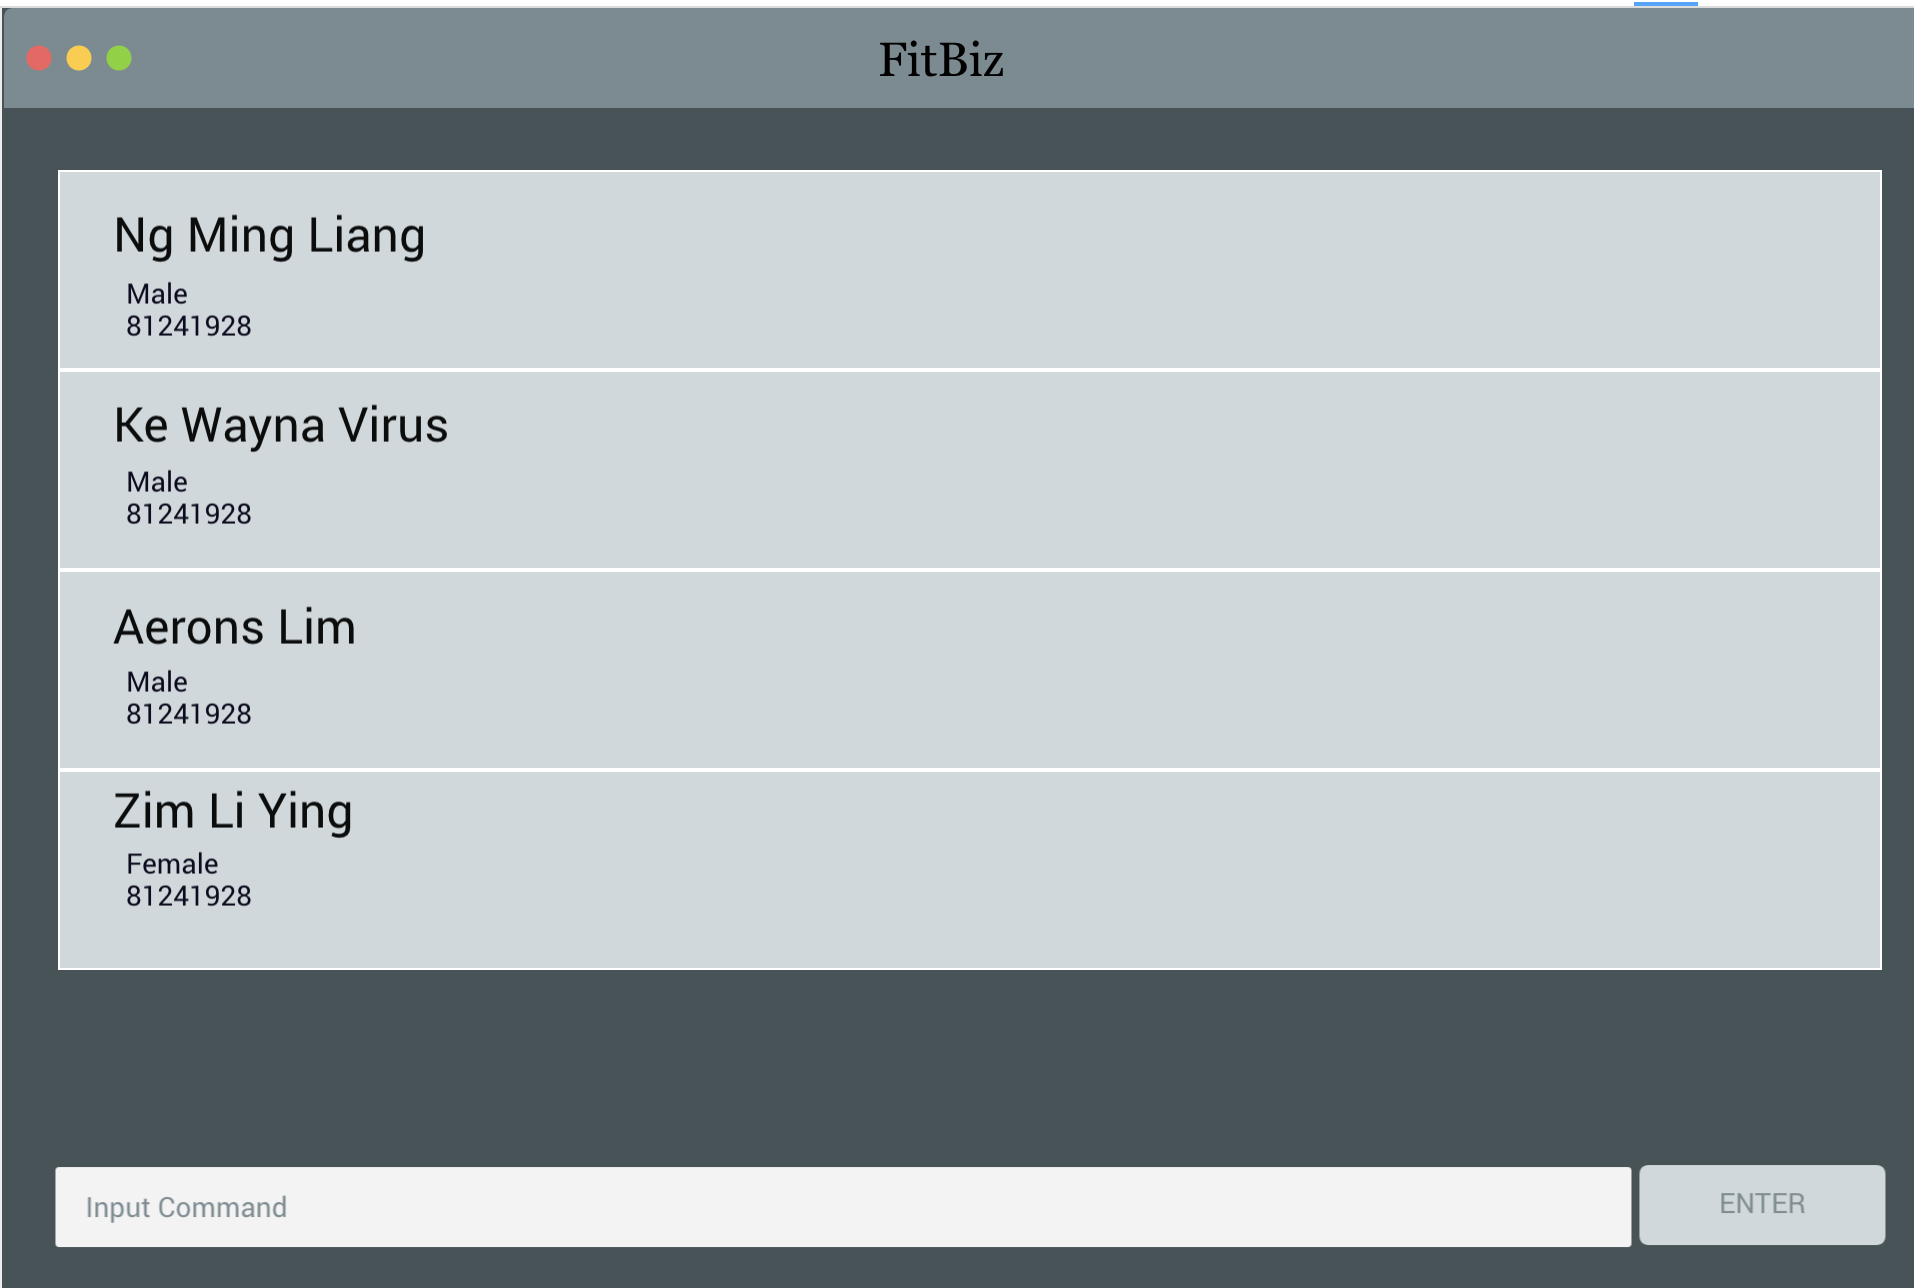 FitBiz
Ng Ming Liang
Male
81241928
Ke Wayna Virus
Male
81241928
Aerons Lim
Male
81241928
Zim Li Ying
Female
81241928
Input Command
ENTER